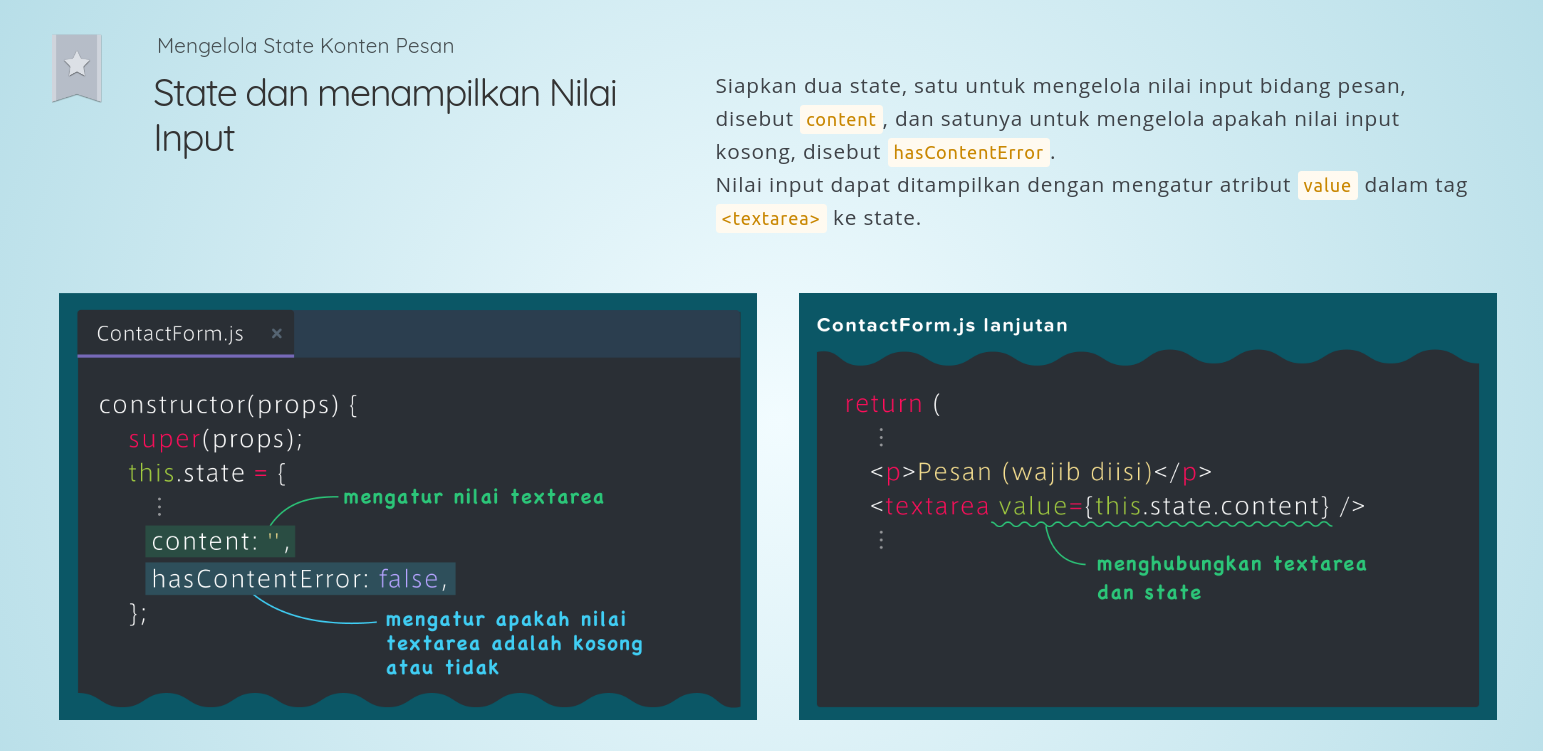 Mengelola State Konten Pesan
State dan menampilkan Nilai
Input
Siapkan dua state, satu untuk mengelola nilai input bidang pesan,
disebut content, dan satunya untuk mengelola apakah nilai input
kosong, disebut hasContentError.
Nilai input dapat ditampilkan dengan mengatur atribut value dalam tag
<textarea> ke state.
ContactForm.js ×
constructor(props) {
super(props);
this.state = {
⋮
mengatur nilai textarea
content: '',
hasContentError: false,
};
mengatur apakah nilai
textarea adalah kosong
atau tidak
ContactForm.js lanjutan
return (
⋮
<p>Pesan (wajib diisi)</p>
<textarea value={this.state.content} />
⋮
menghubungkan textarea
dan state